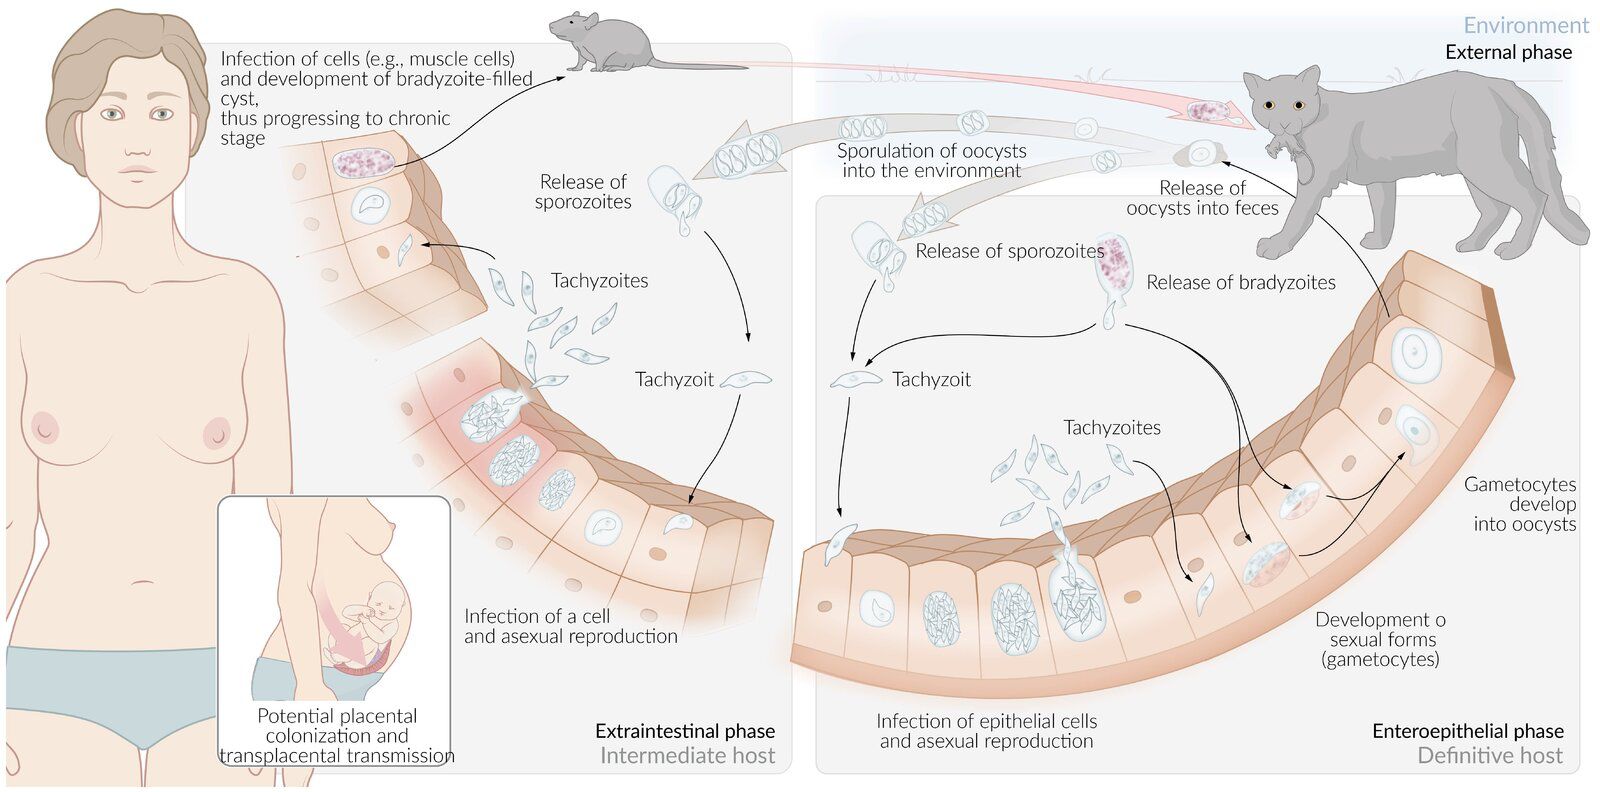 Environment
External phase
Infection of cells (e.g., muscle cells)
and development of bradyzoite-filled
cyst,
thus progressing to chronic
stage
Release of
sporozoites
Sporulation of oocysts
into the environment
Release of
oocysts into feces
Release of sporozoites
Release of bradyzoites
Tachyzoites
Tachyzoit
Tachyzoit
Tachyzoites
Gametocytes
develop
into oocysts
Infection of a cell
and asexual reproduction
Development o
sexual forms
(gametocytes)
Potential placental
colonization and
transplacental transmission
Extraintestinal phase
Intermediate host
Infection of epithelial cells
and asexual reproduction
Enteroepithelial phase
Definitive host